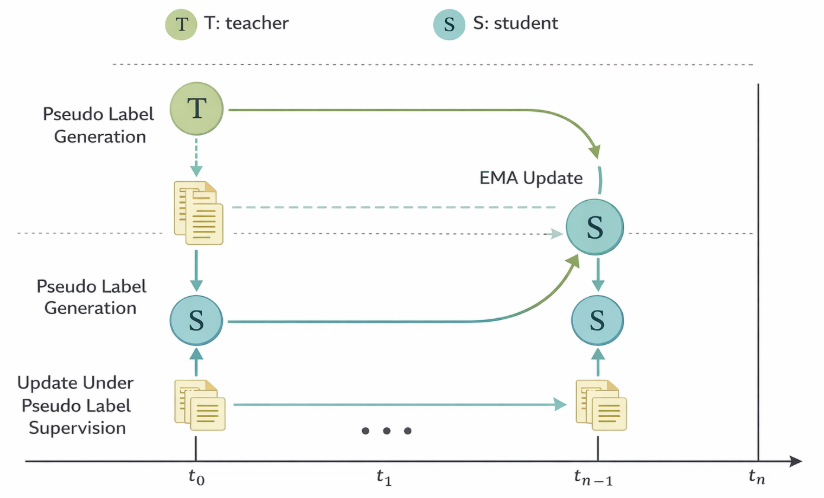 T T: teacher
S S: student
T
Pseudo Label
Generation
EMA Update
S
Pseudo Label
Generation
S
S
Update Under
Pseudo Label
Supervision
• • •
t₀
t₁
tₙ₋₁
tₙ